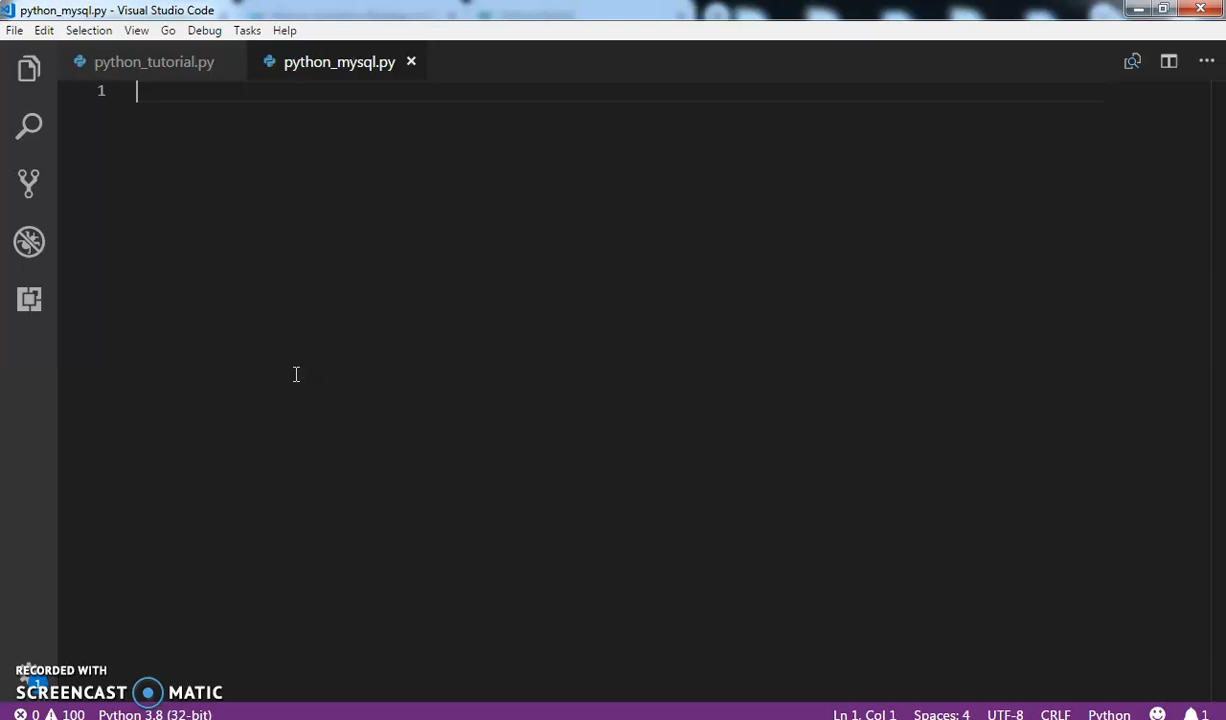 python_mysql.py - Visual Studio Code
File Edit Selection View Go Debug Tasks Help
python_tutorial.py python_mysql.py
1
RECORDED WITH
1
SCREENCAST MATIC
0 100 Python 3.8 (32-bit) Ln 1, Col 1 Spaces: 4 UTF-8 CRLF Python 1